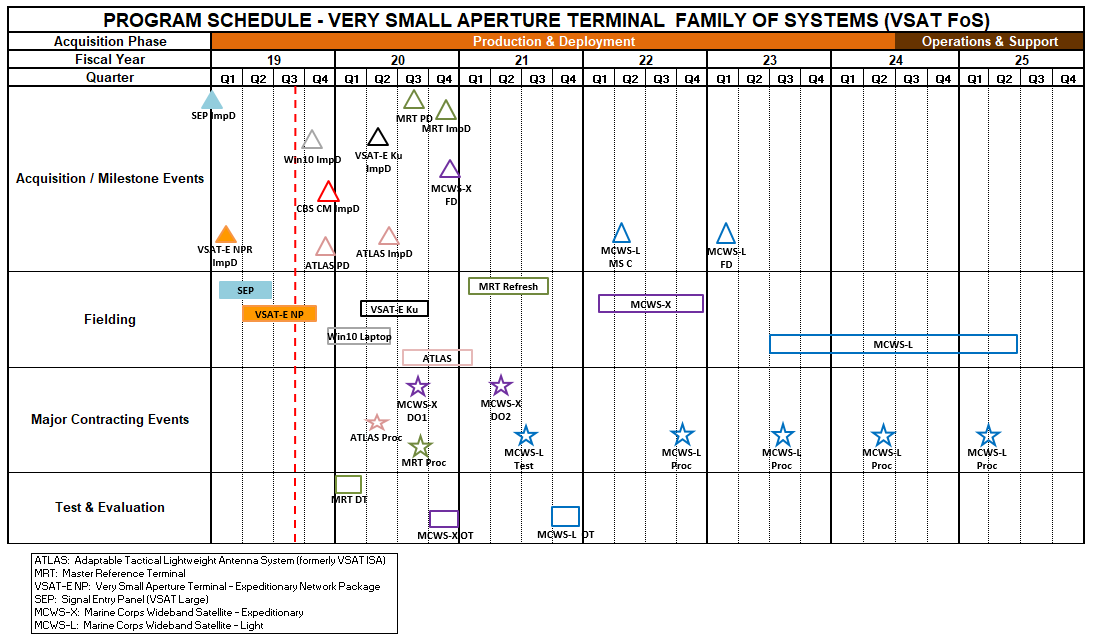 PROGRAM SCHEDULE - VERY SMALL APERTURE TERMINAL FAMILY OF SYSTEMS (VSAT FoS)
Acquisition Phase Production & Deployment Operations & Support
Fiscal Year 19 20 21 22 23 24 25
Quarter Q1 Q2 Q3 Q4 Q1 Q2 Q3 Q4 Q1 Q2 Q3 Q4 Q1 Q2 Q3 Q4 Q1 Q2 Q3 Q4 Q1 Q2 Q3 Q4 Q1 Q2 Q3 Q4
Acquisition / Milestone Events
SEP ImpD
MRT PD
MRT ImpD
Win10 ImpD
VSAT-E Ku
ImpD
MCWS-X
FD
CBS CM ImpD
VSAT-E NPR
ImpD
ATLAS PD
ATLAS ImpD
MCWS-L
MS C
MCWS-L
FD
Fielding
SEP
MRT Refresh
MCWS-X
VSAT-E NP
VSAT-E Ku
Win10 Laptop
MCWS-L
ATLAS
Major Contracting Events
MCWS-X
DO1
MCWS-X
DO2
ATLAS Proc
MRT Proc
MCWS-L
Test
MCWS-L
Proc
MCWS-L
Proc
MCWS-L
Proc
MCWS-L
Proc
Test & Evaluation
MRT DT
MCWS-X OT
MCWS-L OT
ATLAS: Adaptable Tactical Lightweight Antenna System (formerly VSAT ISA)
MRT: Master Reference Terminal
VSAT-E NP: Very Small Aperture Terminal – Expeditionary Network Package
SEP: Signal Entry Panel (VSAT Large)
MCWS-X: Marine Corps Wideband Satellite – Expeditionary
MCWS-L: Marine Corps Wideband Satellite – Light